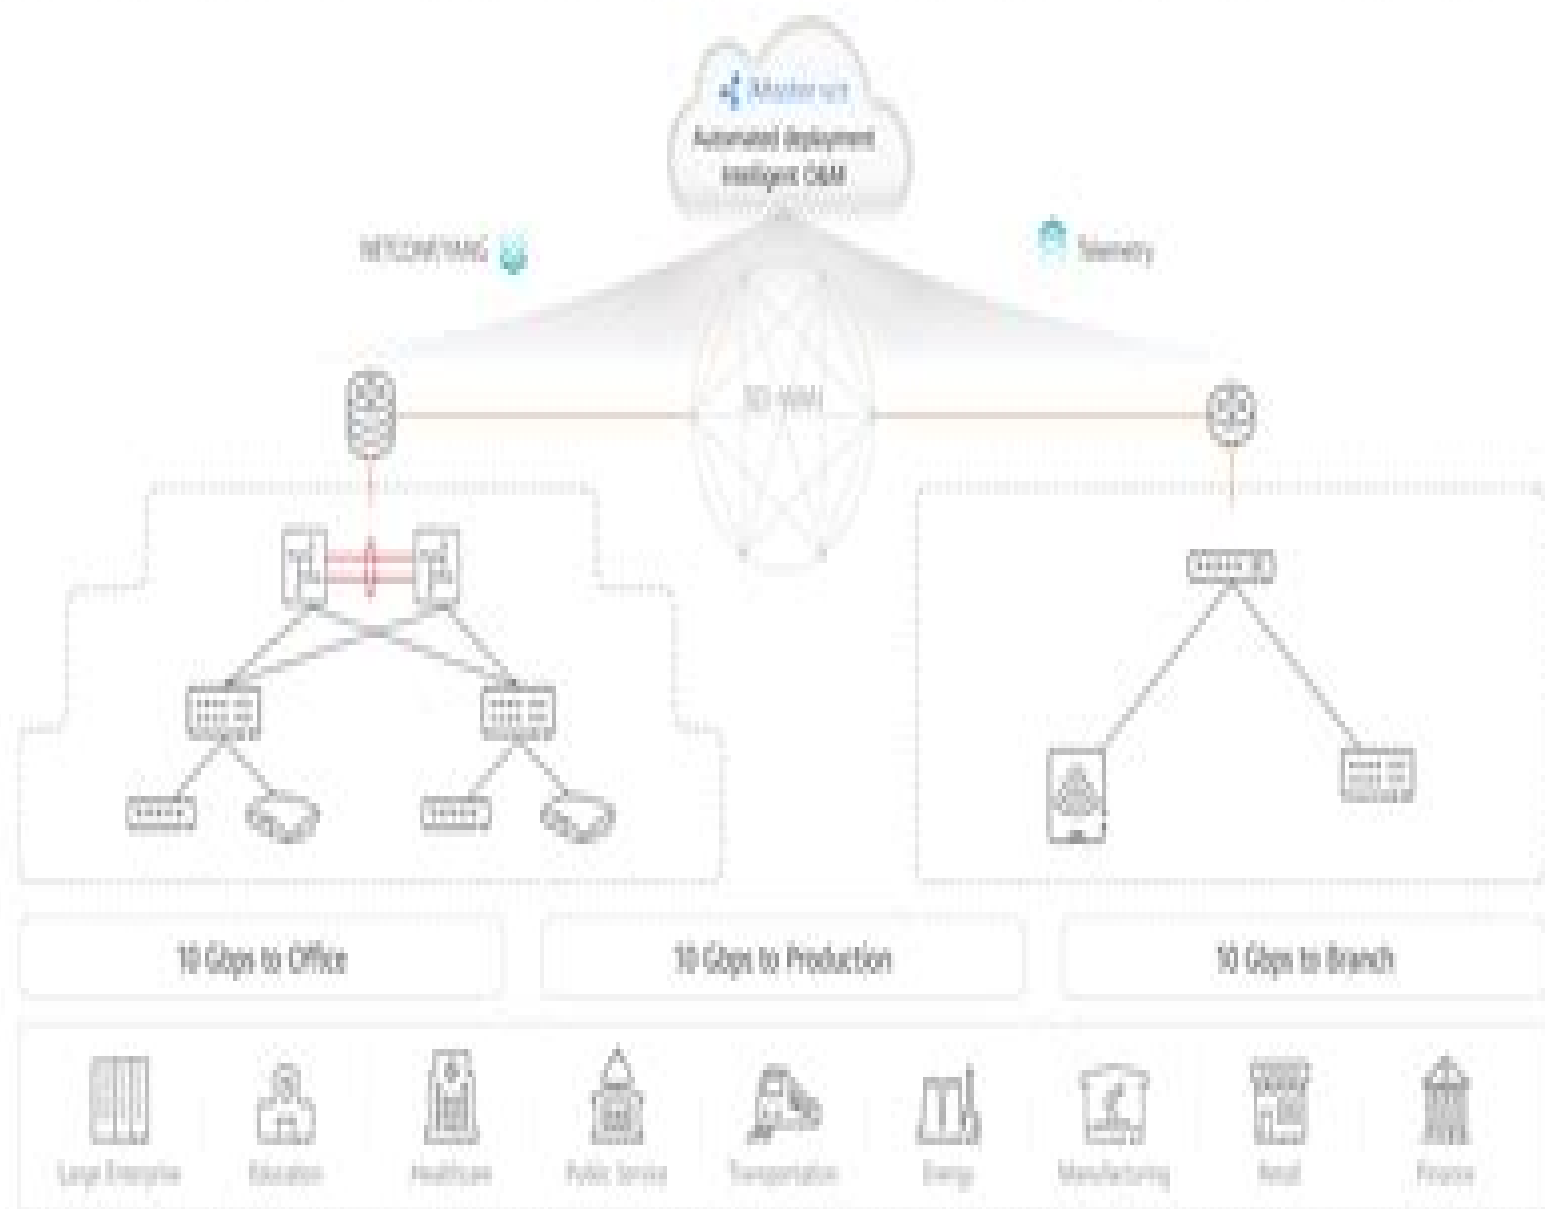 Automated deployment
Intelligent O&M
NETCONF/YANG
Telemetry
SD-WAN
10 Gbps to Office
10 Gbps to Production
10 Gbps to Branch
Large Enterprise
Education
Healthcare
Public Service
Transportation
Energy
Manufacturing
Retail
Finance